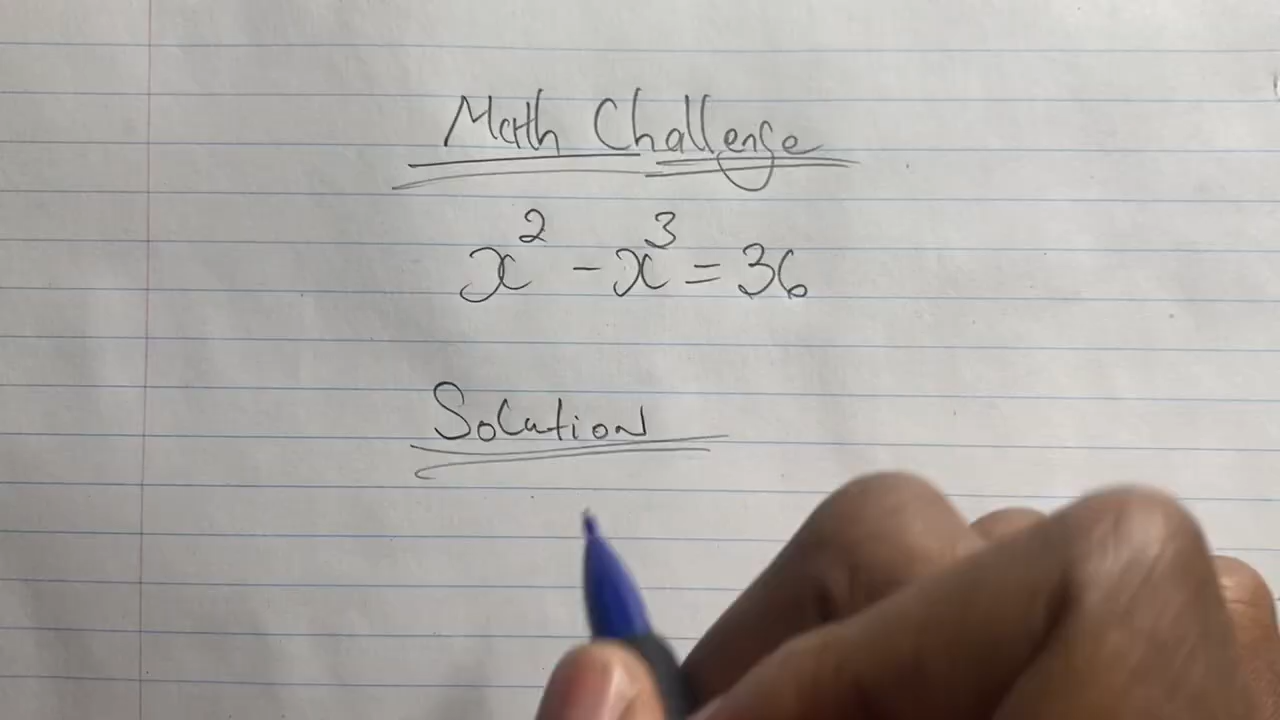 Math Challenge
x² - x³ = 36
Solution